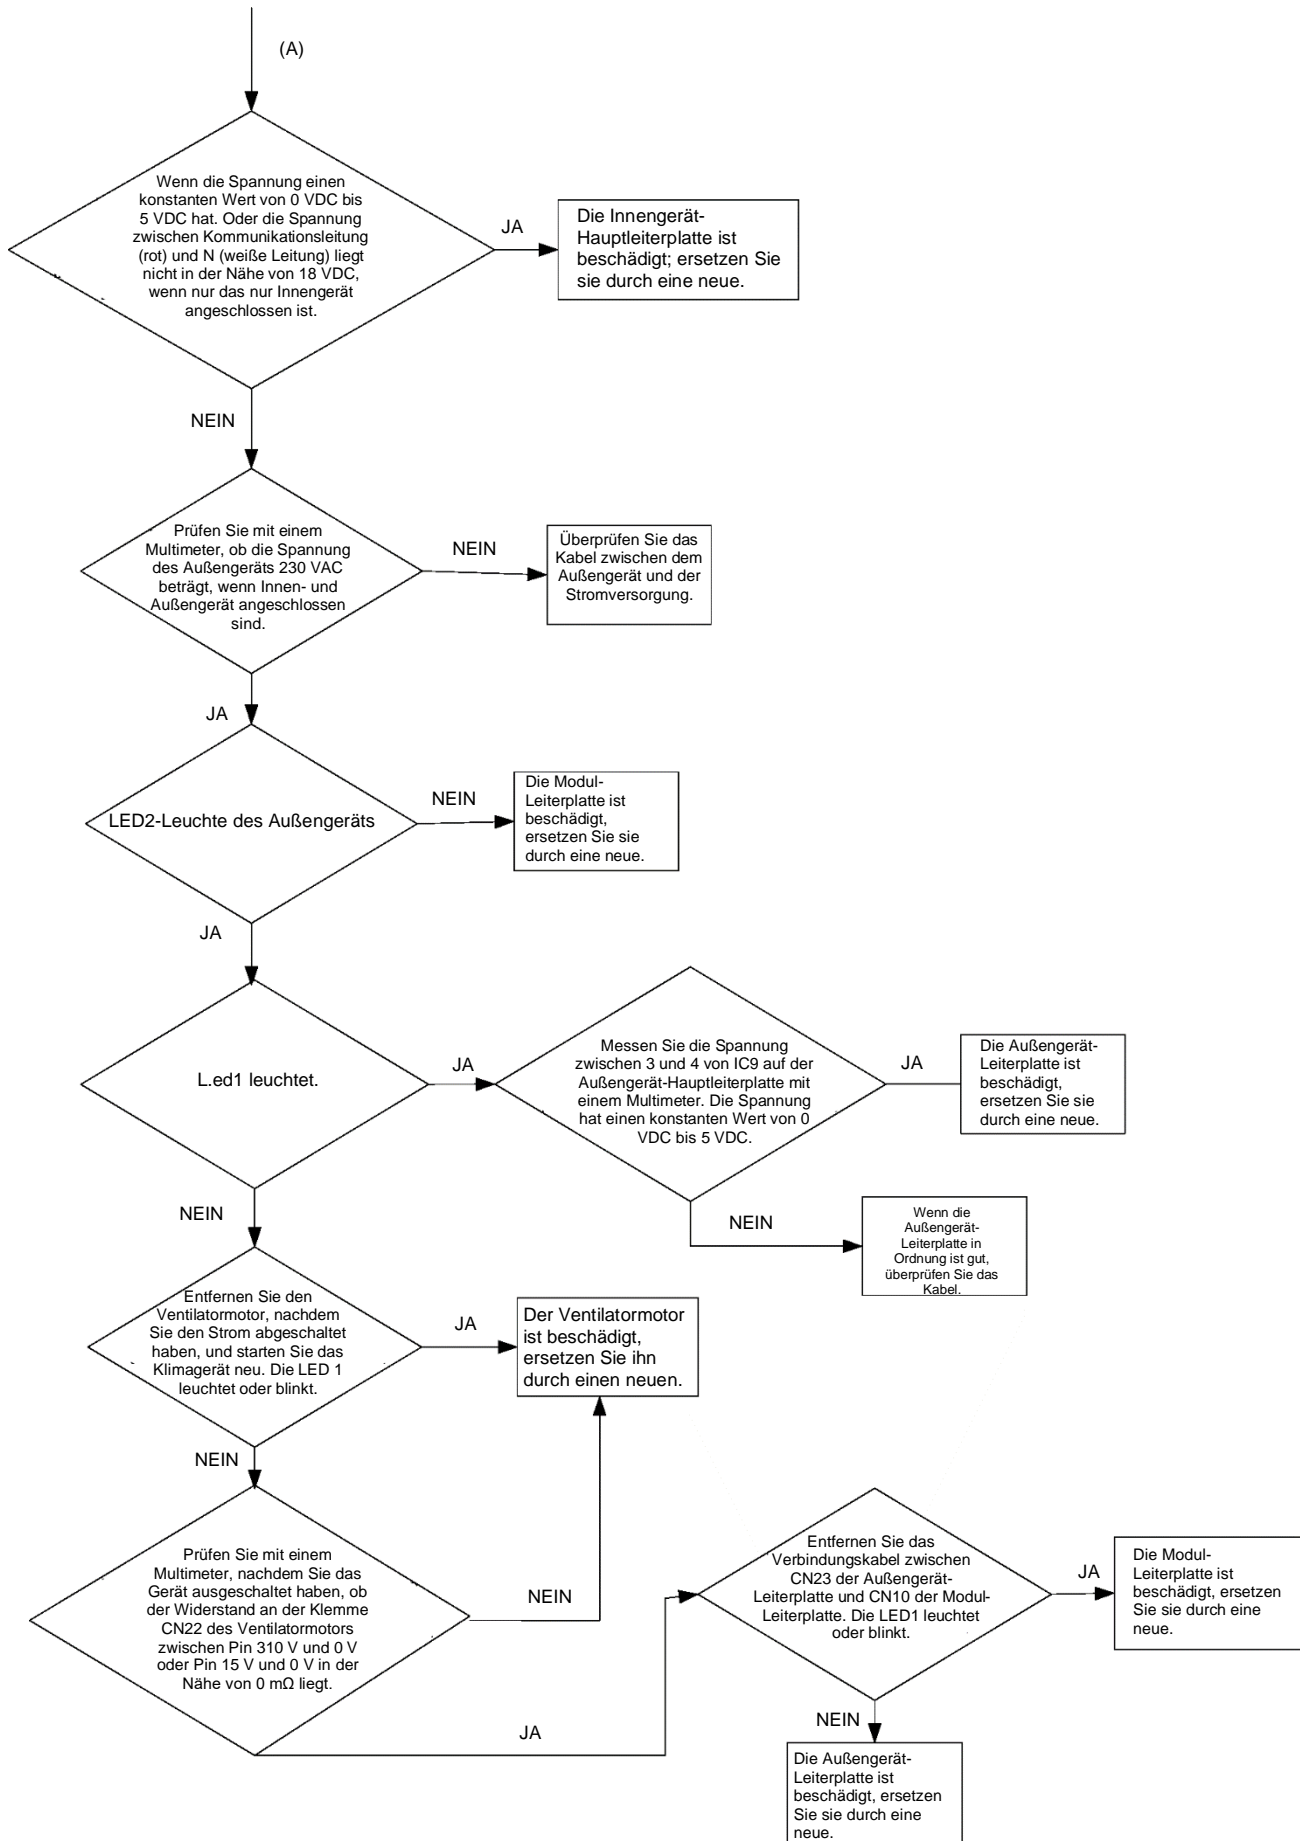 (A)
Wenn die Spannung einen
konstanten Wert von 0 VDC bis
5 VDC hat. Oder die Spannung
zwischen Kommunikationsleitung
(rot) und N (weiße Leitung) liegt
nicht in der Nähe von 18 VDC,
wenn nur das nur Innengerät
angeschlossen ist.
JA
Die Innengerät-
Hauptleiterplatte ist
beschädigt; ersetzen Sie
sie durch eine neue.
NEIN
Prüfen Sie mit einem
Multimeter, ob die Spannung
des Außengeräts 230 VAC
beträgt, wenn Innen- und
Außengerät angeschlossen
sind.
NEIN
Überprüfen Sie das
Kabel zwischen dem
Außengerät und der
Stromversorgung.
JA
LED2-Leuchte des Außengeräts
NEIN
Die Modul-
Leiterplatte ist
beschädigt,
ersetzen Sie sie
durch eine neue.
JA
L.ed1 leuchtet.
JA
Messen Sie die Spannung
zwischen 3 und 4 von IC9 auf der
Außengerät-Hauptleiterplatte mit
einem Multimeter. Die Spannung
hat einen konstanten Wert von 0
VDC bis 5 VDC.
JA
Die Außengerät-
Leiterplatte ist
beschädigt,
ersetzen Sie sie
durch eine neue.
NEIN
Wenn die
Außengerät-
Leiterplatte in
Ordnung ist gut,
überprüfen Sie das
Kabel.
NEIN
Entfernen Sie den
Ventilatormotor, nachdem
Sie den Strom abgeschaltet
haben, und starten Sie das
Klimagerät neu. Die LED 1
leuchtet oder blinkt.
JA
Der Ventilatormotor
ist beschädigt,
ersetzen Sie ihn
durch einen neuen.
NEIN
Prüfen Sie mit einem
Multimeter, nachdem Sie das
Gerät ausgeschaltet haben, ob
der Widerstand an der Klemme
CN22 des Ventilatormotors
zwischen Pin 310 V und 0 V
oder Pin 15 V und 0 V in der
Nähe von 0 mΩ liegt.
NEIN
JA
Entfernen Sie das
Verbindungskabel zwischen
CN23 der Außengerät-
Leiterplatte und CN10 der Modul-
Leiterplatte. Die LED1 leuchtet
oder blinkt.
JA
Die Modul-
Leiterplatte ist
beschädigt, ersetzen
Sie sie durch eine
neue.
NEIN
Die Außengerät-
Leiterplatte ist
beschädigt, ersetzen
Sie sie durch eine
neue.